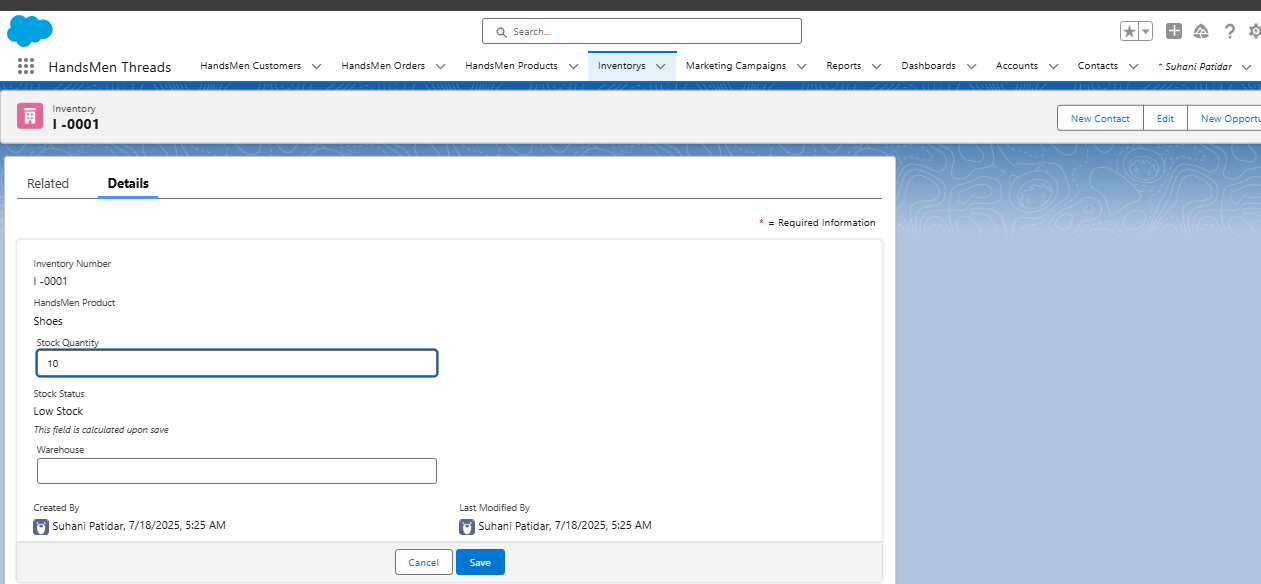 Search...
HandsMen Threads HandsMen Customers HandsMen Orders HandsMen Products Inventorys Marketing Campaigns Reports Dashboards Accounts Contacts * Suhani Patidar
Inventory
I -0001
New Contact Edit New Opportu
Related Details
* = Required Information
Inventory Number
I -0001
HandsMen Product
Shoes
Stock Quantity
10
Stock Status
Low Stock
This field is calculated upon save
Warehouse
Created By Last Modified By
Suhani Patidar, 7/18/2025, 5:25 AM Suhani Patidar, 7/18/2025, 5:25 AM
Cancel Save